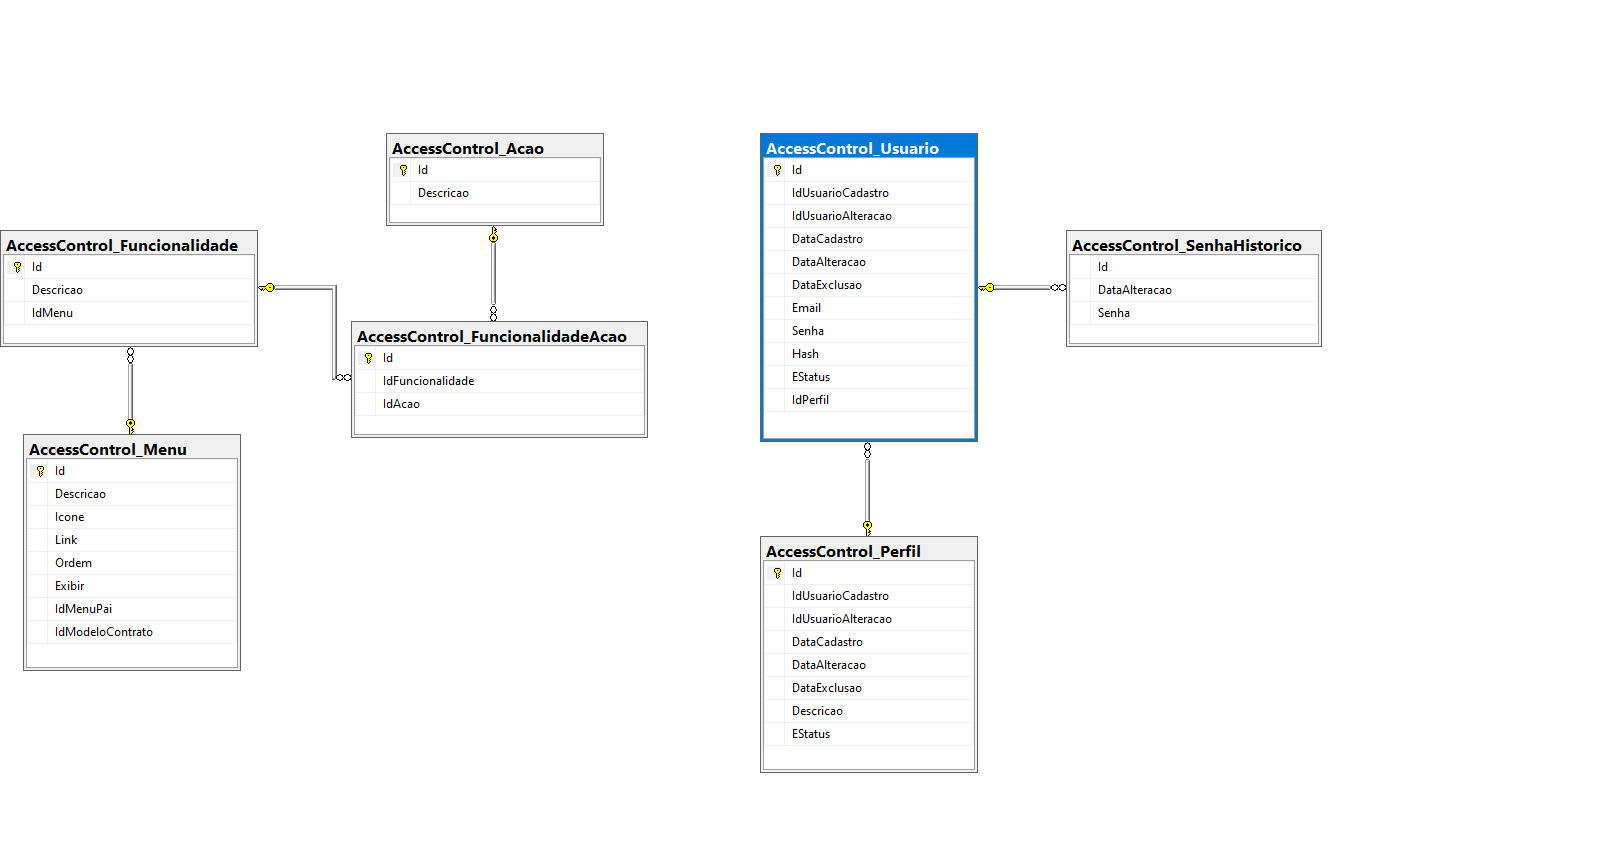 AccessControl_Acao
Id
Descricao
AccessControl_Funcionalidade
Id
Descricao
IdMenu
AccessControl_FuncionalidadeAcao
Id
IdFuncionalidade
IdAcao
AccessControl_Menu
Id
Descricao
Icone
Link
Ordem
Exibir
IdMenuPai
IdModeloContrato
AccessControl_Usuario
Id
IdUsuarioCadastro
IdUsuarioAlteracao
DataCadastro
DataAlteracao
DataExclusao
Email
Senha
Hash
EStatus
IdPerfil
AccessControl_SenhaHistorico
Id
DataAlteracao
Senha
AccessControl_Perfil
Id
IdUsuarioCadastro
IdUsuarioAlteracao
DataCadastro
DataAlteracao
DataExclusao
Descricao
EStatus